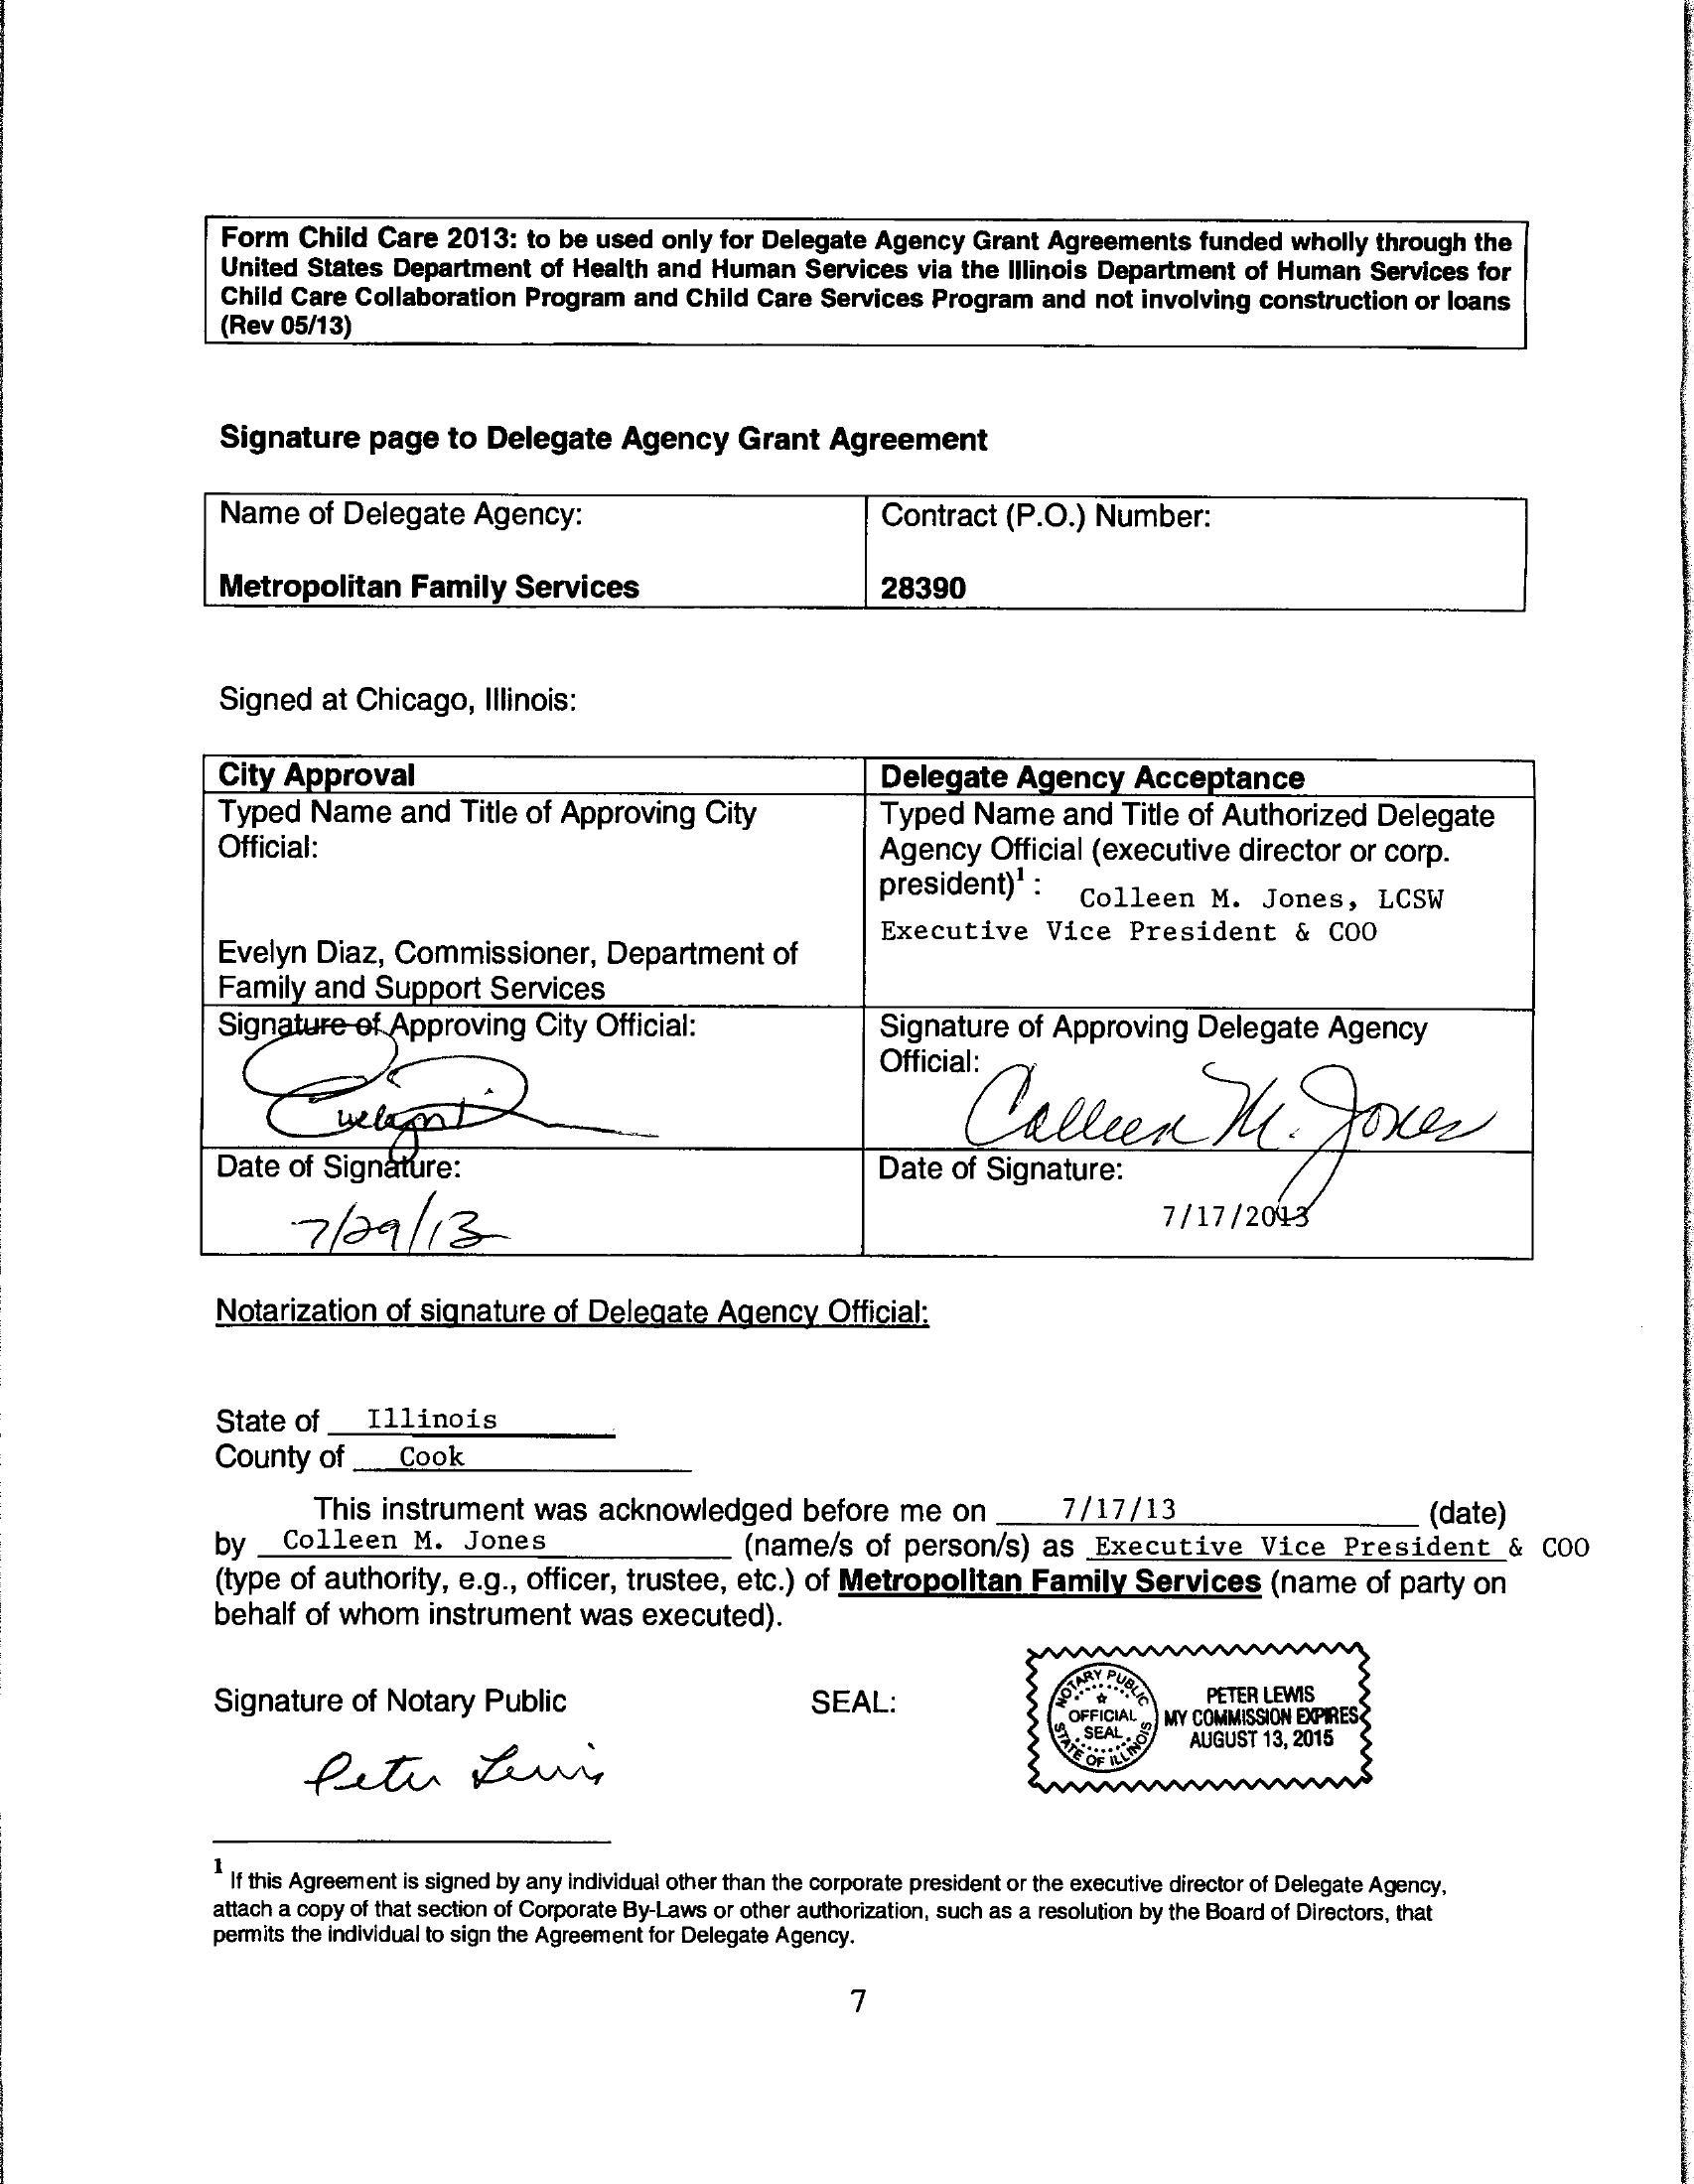 Form Child Care 2013: to be used only for Delegate Agency Grant Agreements funded wholly through the
United States Department of Health and Human Services via the Illinois Department of Human Services for
Child Care Collaboration Program and Child Care Services Program and not involving construction or loans
(Rev 05/13)
Signature page to Delegate Agency Grant Agreement
Name of Delegate Agency:
Metropolitan Family Services
Contract (P.O.) Number:
28390
Signed at Chicago, Illinois:
City Approval
Typed Name and Title of Approving City
Official:
Evelyn Diaz, Commissioner, Department of
Family and Support Services
Signature of Approving City Official:
Evelyn D
Date of Signature:
7/29/13
Delegate Agency Acceptance
Typed Name and Title of Authorized Delegate
Agency Official (executive director or corp.
president)1 : Colleen M. Jones, LCSW
Executive Vice President & COO
Signature of Approving Delegate Agency
Official:
Colleen M. Jones
Date of Signature:
7/17/2013
Notarization of signature of Delegate Agency Official:
State of Illinois
County of Cook
This instrument was acknowledged before me on 7/17/13 (date)
by Colleen M. Jones (name/s of person/s) as Executive Vice President & COO
(type of authority, e.g., officer, trustee, etc.) of Metropolitan Family Services (name of party on
behalf of whom instrument was executed).
Signature of Notary Public
Peter Lewis
SEAL:
NOTARY PUBLIC
OFFICIAL
SEAL
STATE OF ILLINOIS
PETER LEWIS
MY COMMISSION EXPIRES
AUGUST 13, 2015
1 If this Agreement is signed by any individual other than the corporate president or the executive director of Delegate Agency,
attach a copy of that section of Corporate By-Laws or other authorization, such as a resolution by the Board of Directors, that
permits the individual to sign the Agreement for Delegate Agency.
7